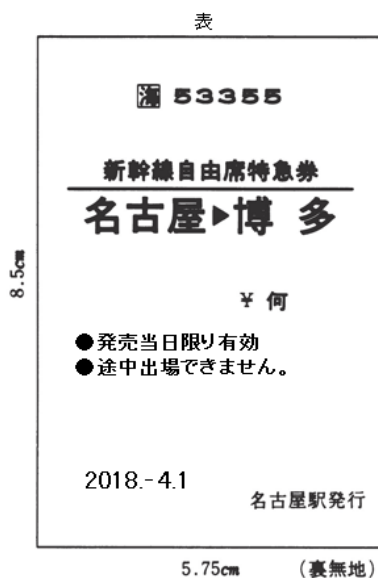 表
海 53355
新幹線自由席特急券
名古屋▶博 多
8.5cm
¥ 何
●発売当日限り有効
●途中出場できません。
2018.-4.1
名古屋駅発行
5.75cm (裏無地)